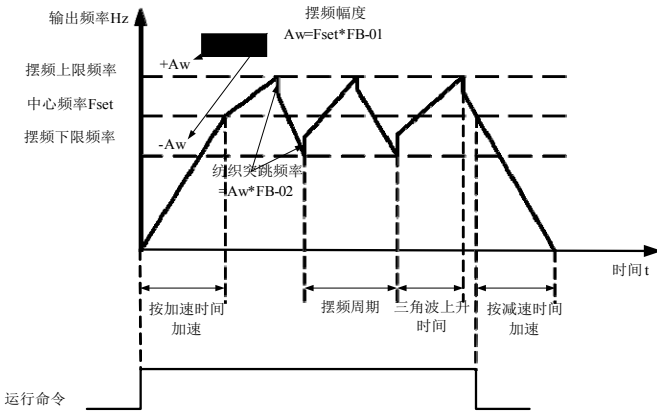 输出频率Hz
摆频幅度
Aw=Fset*FB-01
+Aw
摆频上限频率
中心频率Fset
摆频下限频率
-Aw
纺织突跳频率
=Aw*FB-02
时间t
按加速时间
加速
摆频周期
三角波上升
时间
按减速时间
加速
运行命令